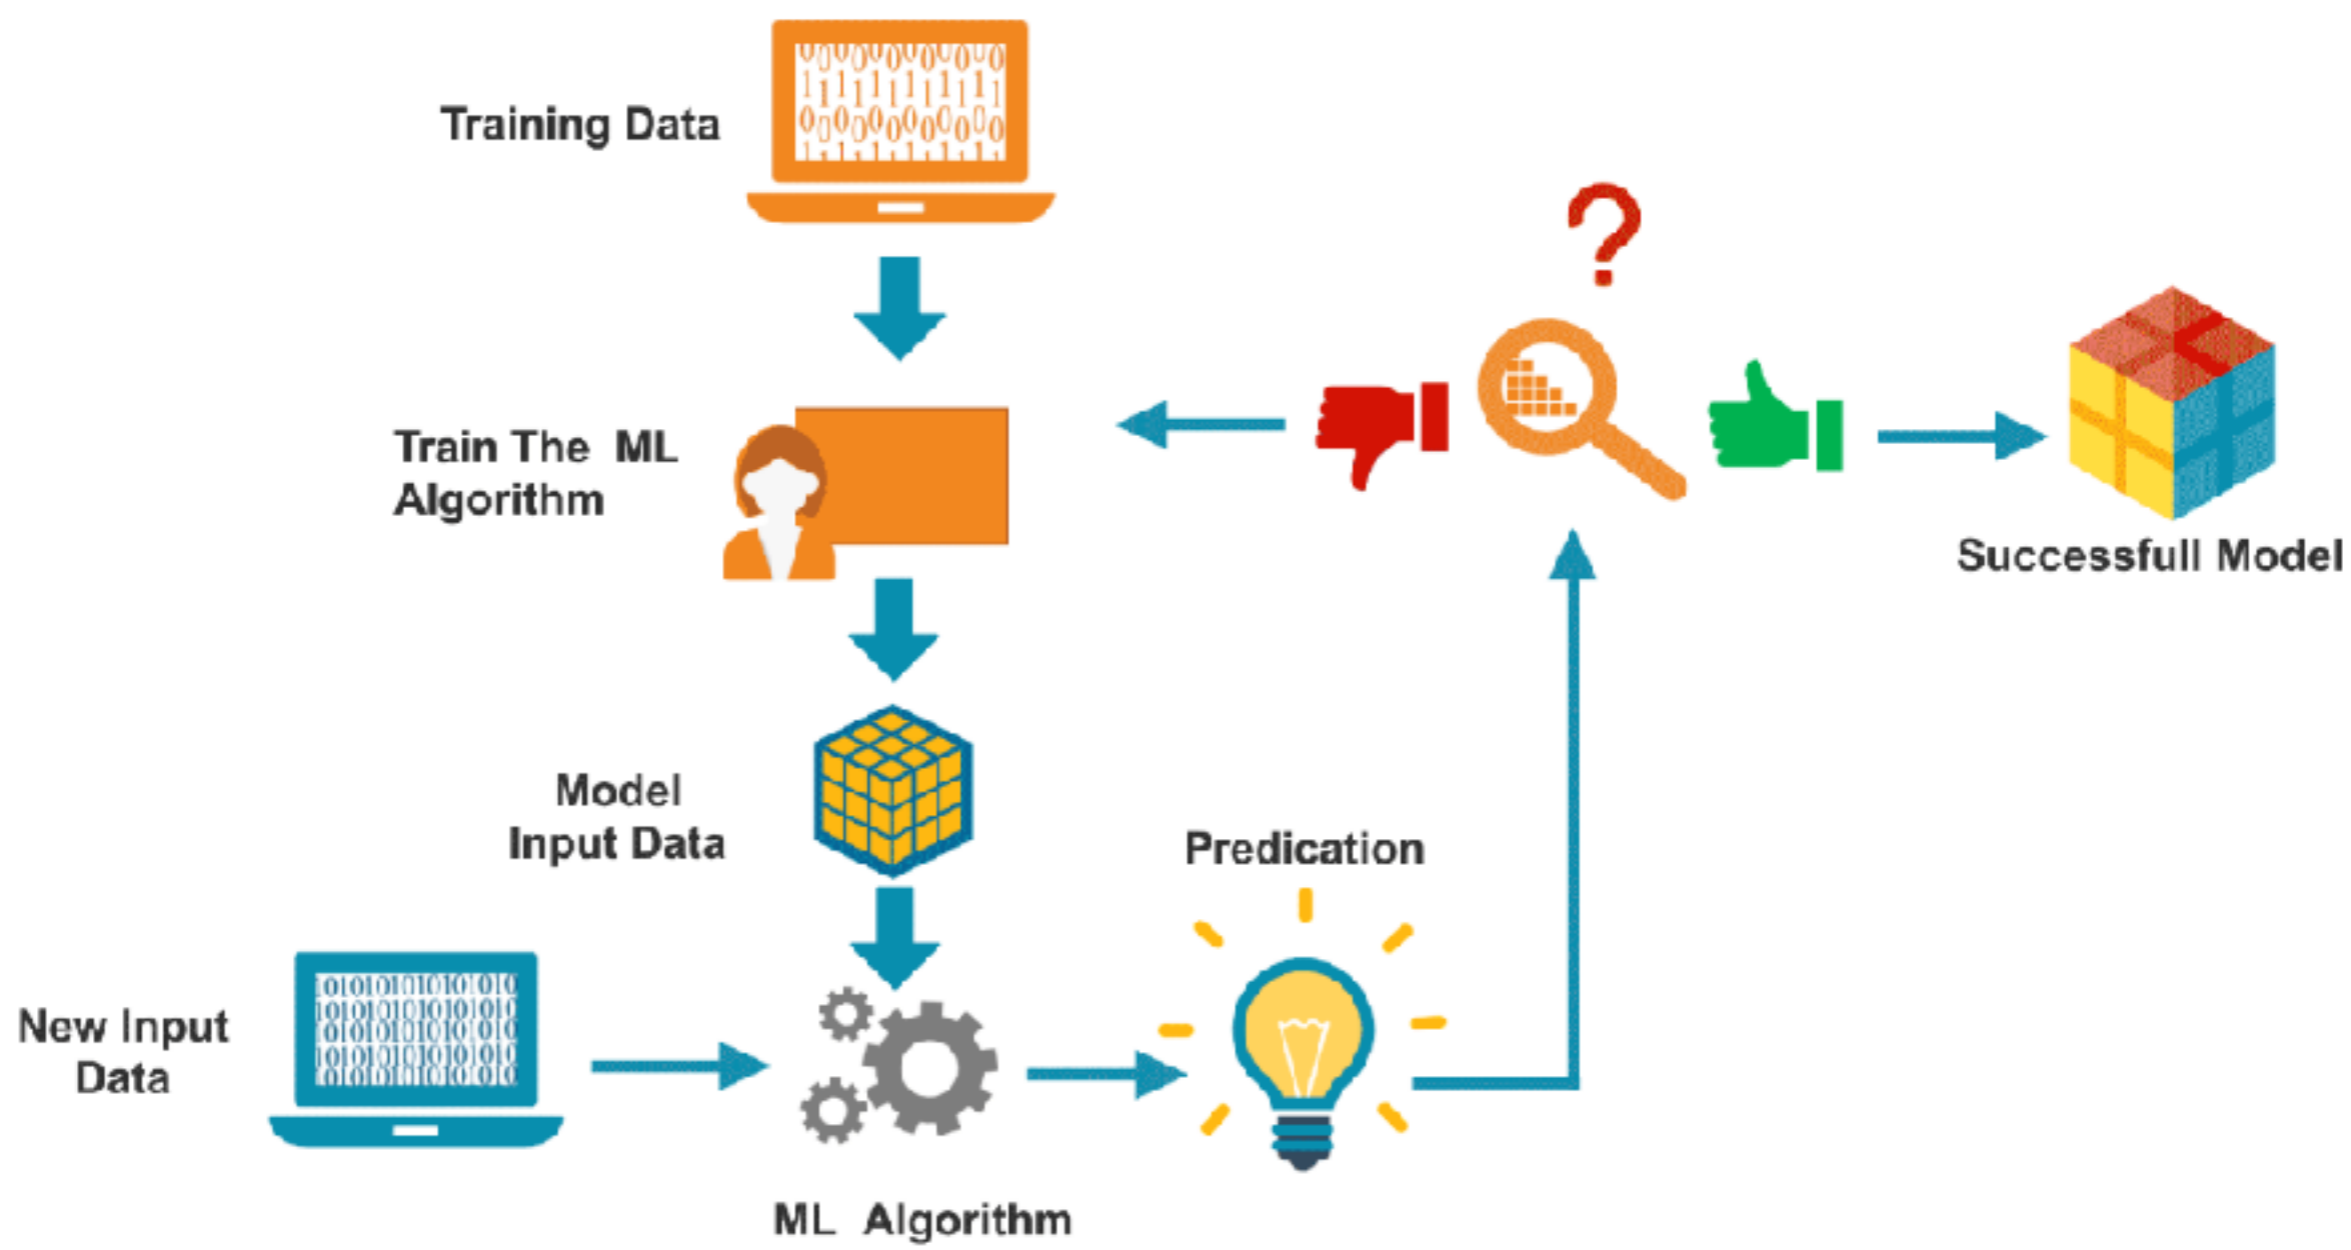 Training Data
?
Train The ML
Algorithm
Successfull Model
Model
Input Data
Predication
New Input
Data
ML Algorithm